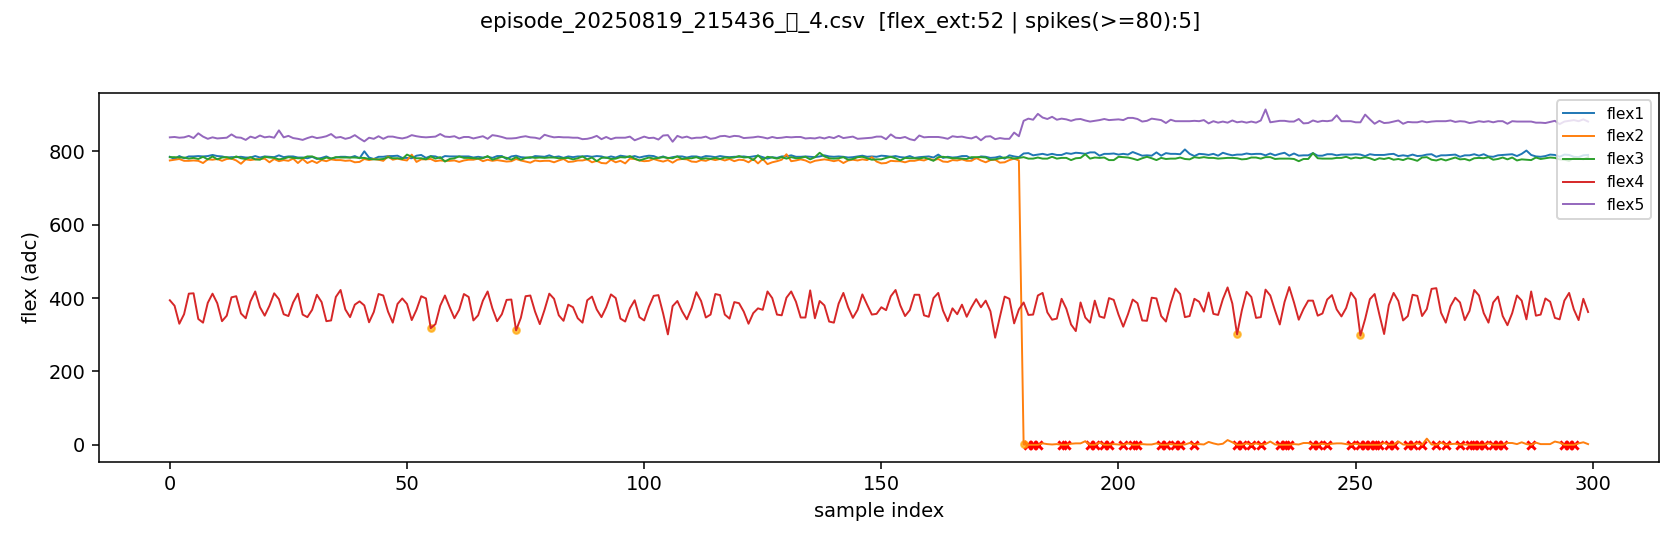 episode_20250819_215436_▯_4.csv [flex_ext:52 | spikes(>=80):5]
flex1
flex2
flex3
flex4
flex5
flex (adc)
800
600
400
200
0
0
50
100
150
200
250
300
sample index